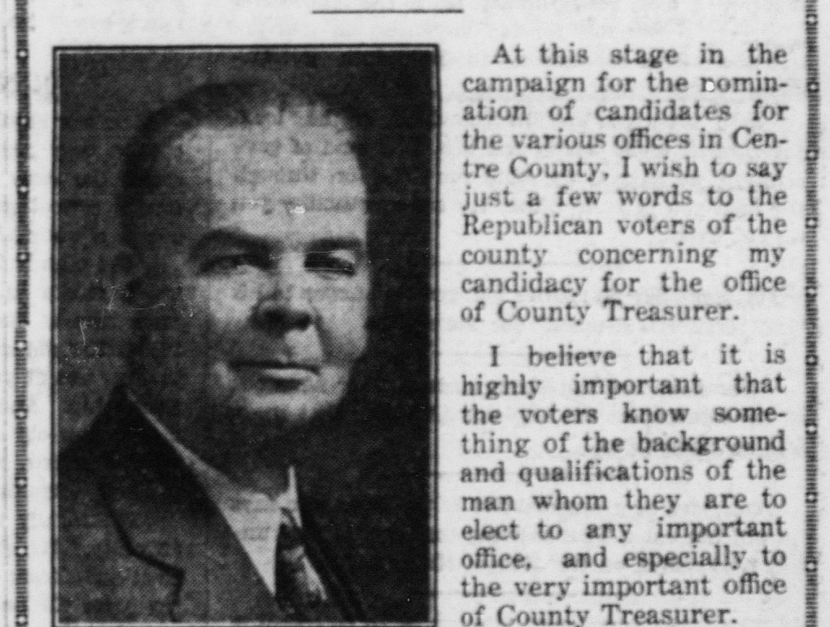 At this stage in the
campaign for the nomin-
ation of candidates for
the various offices in Cen-
tre County, I wish to say
just a few words to the
Republican voters of the
county concerning my
candidacy for the office
of County Treasurer.
I believe that it is
highly important that
the voters know some-
thing of the background
and qualifications of the
man whom they are to
elect to any important
office, and especially to
the very important office
of County Treasurer.